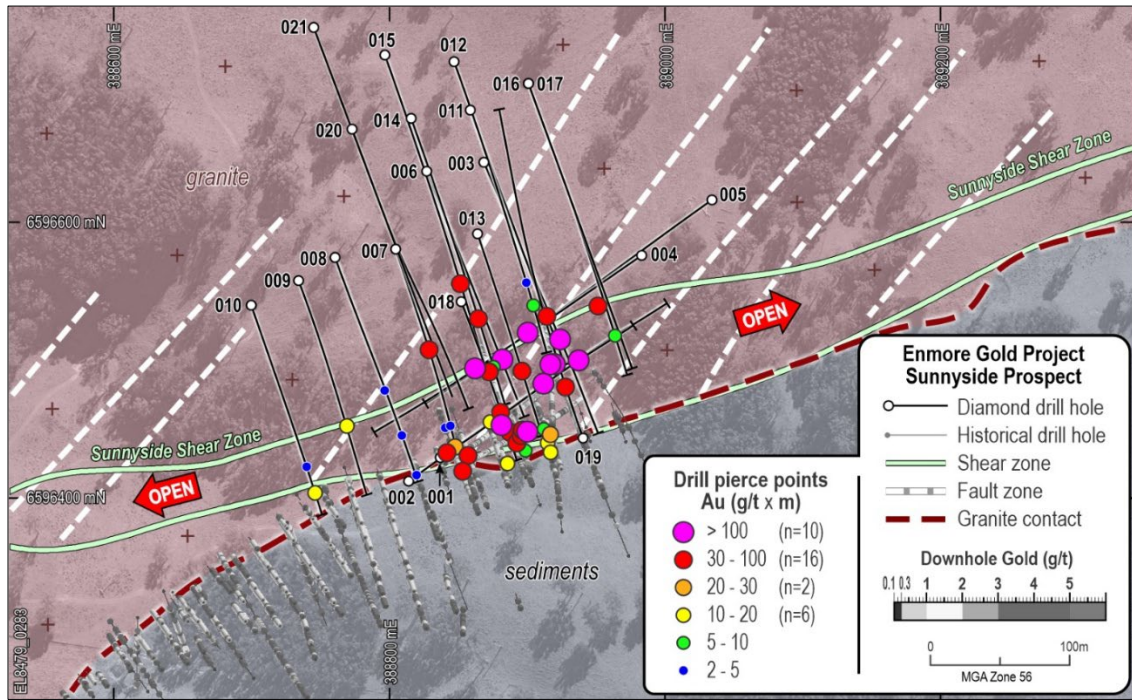 388600 mE
389000 mE
389200 mE
021
015
012
016
017
014
011
020
006
003
005
granite
Sunnyside Shear Zone
6596600 mN
013
004
007
008
009
010
018
OPEN
Sunnyside Shear Zone
OPEN
019
6596400 mN
002
001
sediments
388800 mE
EL8479_0283
Drill pierce points
Au (g/t x m)
> 100 (n=10)
30 - 100 (n=16)
20 - 30 (n=2)
10 - 20 (n=6)
5 - 10
2 - 5
Enmore Gold Project
Sunnyside Prospect
Diamond drill hole
Historical drill hole
Shear zone
Fault zone
Granite contact
Downhole Gold (g/t)
0.1 0.3 1 2 3 4 5
0 100m
MGA Zone 56